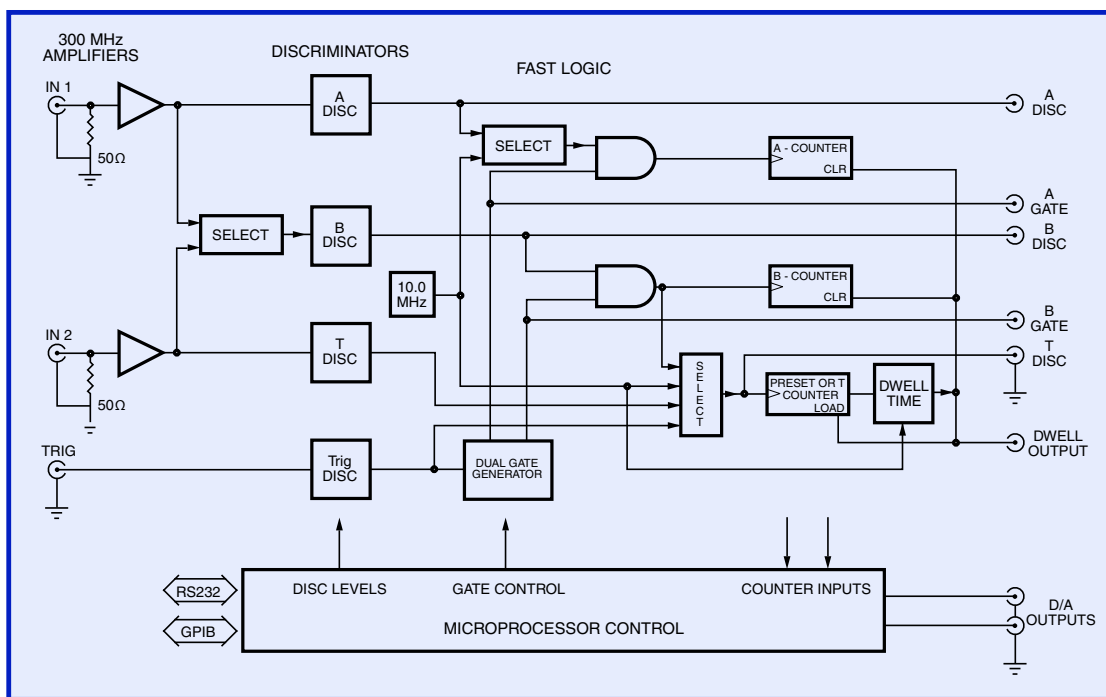 300 MHz
AMPLIFIERS
DISCRIMINATORS
FAST LOGIC
IN 1
50Ω
A
DISC
SELECT
A - COUNTER
CLR
A
DISC
A
GATE
SELECT
B
DISC
B
DISC
10.0
MHz
B - COUNTER
CLR
B
GATE
IN 2
50Ω
T
DISC
SELECT
PRESET OR T
COUNTER
LOAD
DWELL
TIME
T
DISC
TRIG
Trig
DISC
DUAL GATE
GENERATOR
DWELL
OUTPUT
RS232
GPIB
DISC LEVELS
GATE CONTROL
COUNTER INPUTS
MICROPROCESSOR CONTROL
D/A
OUTPUTS